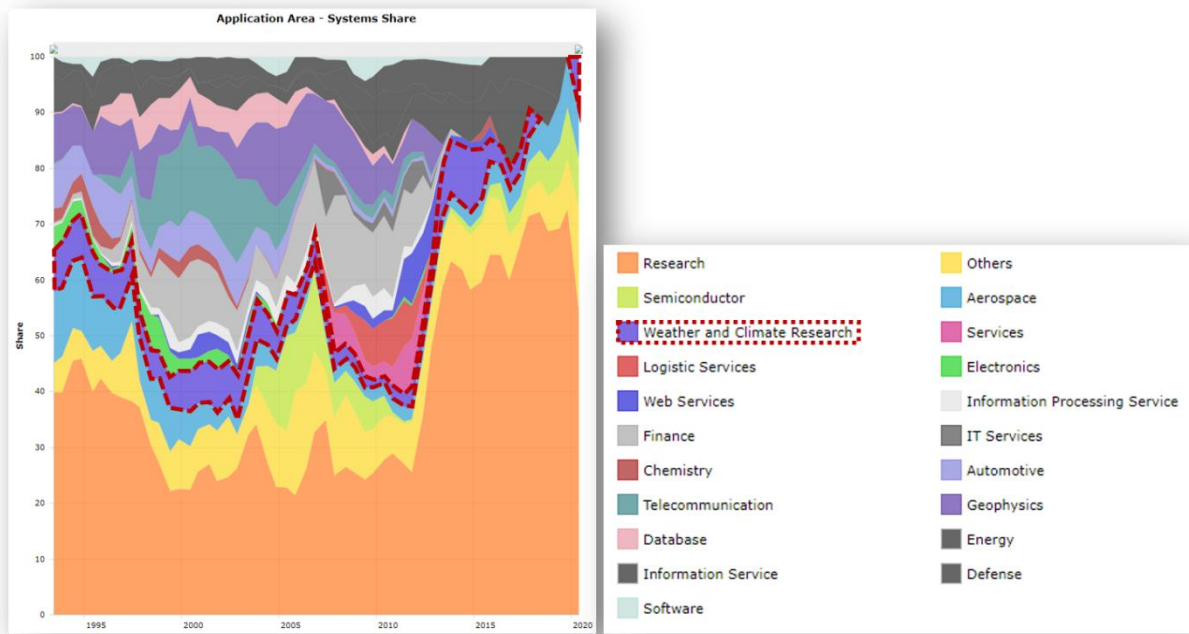 Application Area - Systems Share
100
90
80
70
60
50
40
30
20
10
0
Share
1995
2000
2005
2010
2015
2020
Research
Others
Semiconductor
Aerospace
Weather and Climate Research
Services
Logistic Services
Electronics
Web Services
Information Processing Service
Finance
IT Services
Chemistry
Automotive
Telecommunication
Geophysics
Database
Energy
Information Service
Defense
Software